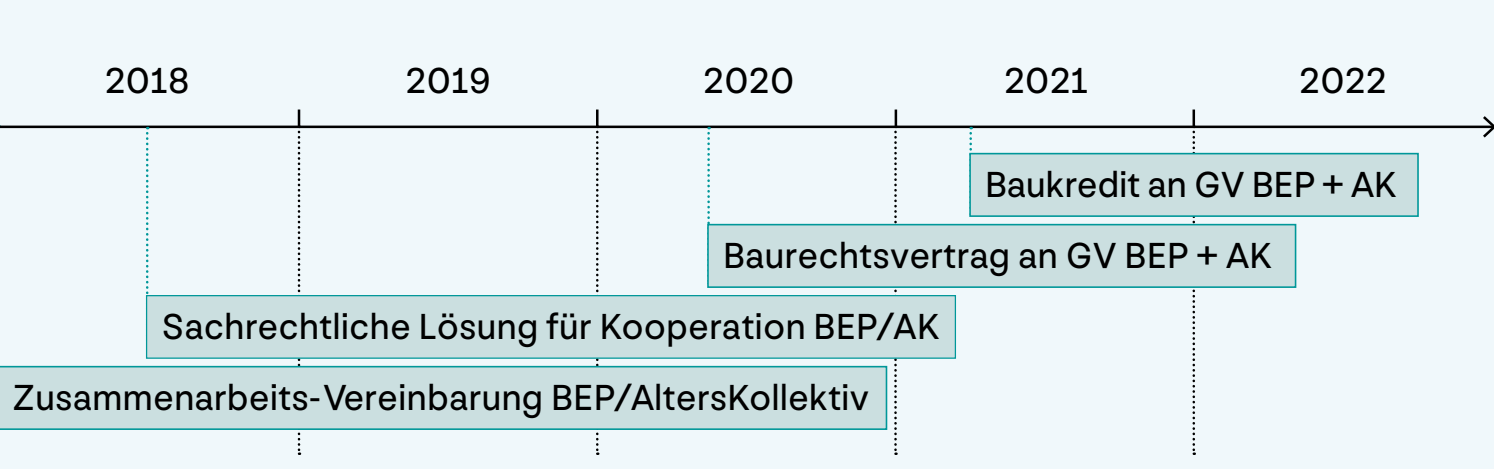 2018 2019 2020 2021 2022
Baukredit an GV BEP + AK
Baurechtsvertrag an GV BEP + AK
Sachrechtliche Lösung für Kooperation BEP/AK
Zusammenarbeits-Vereinbarung BEP/AltersKollektiv